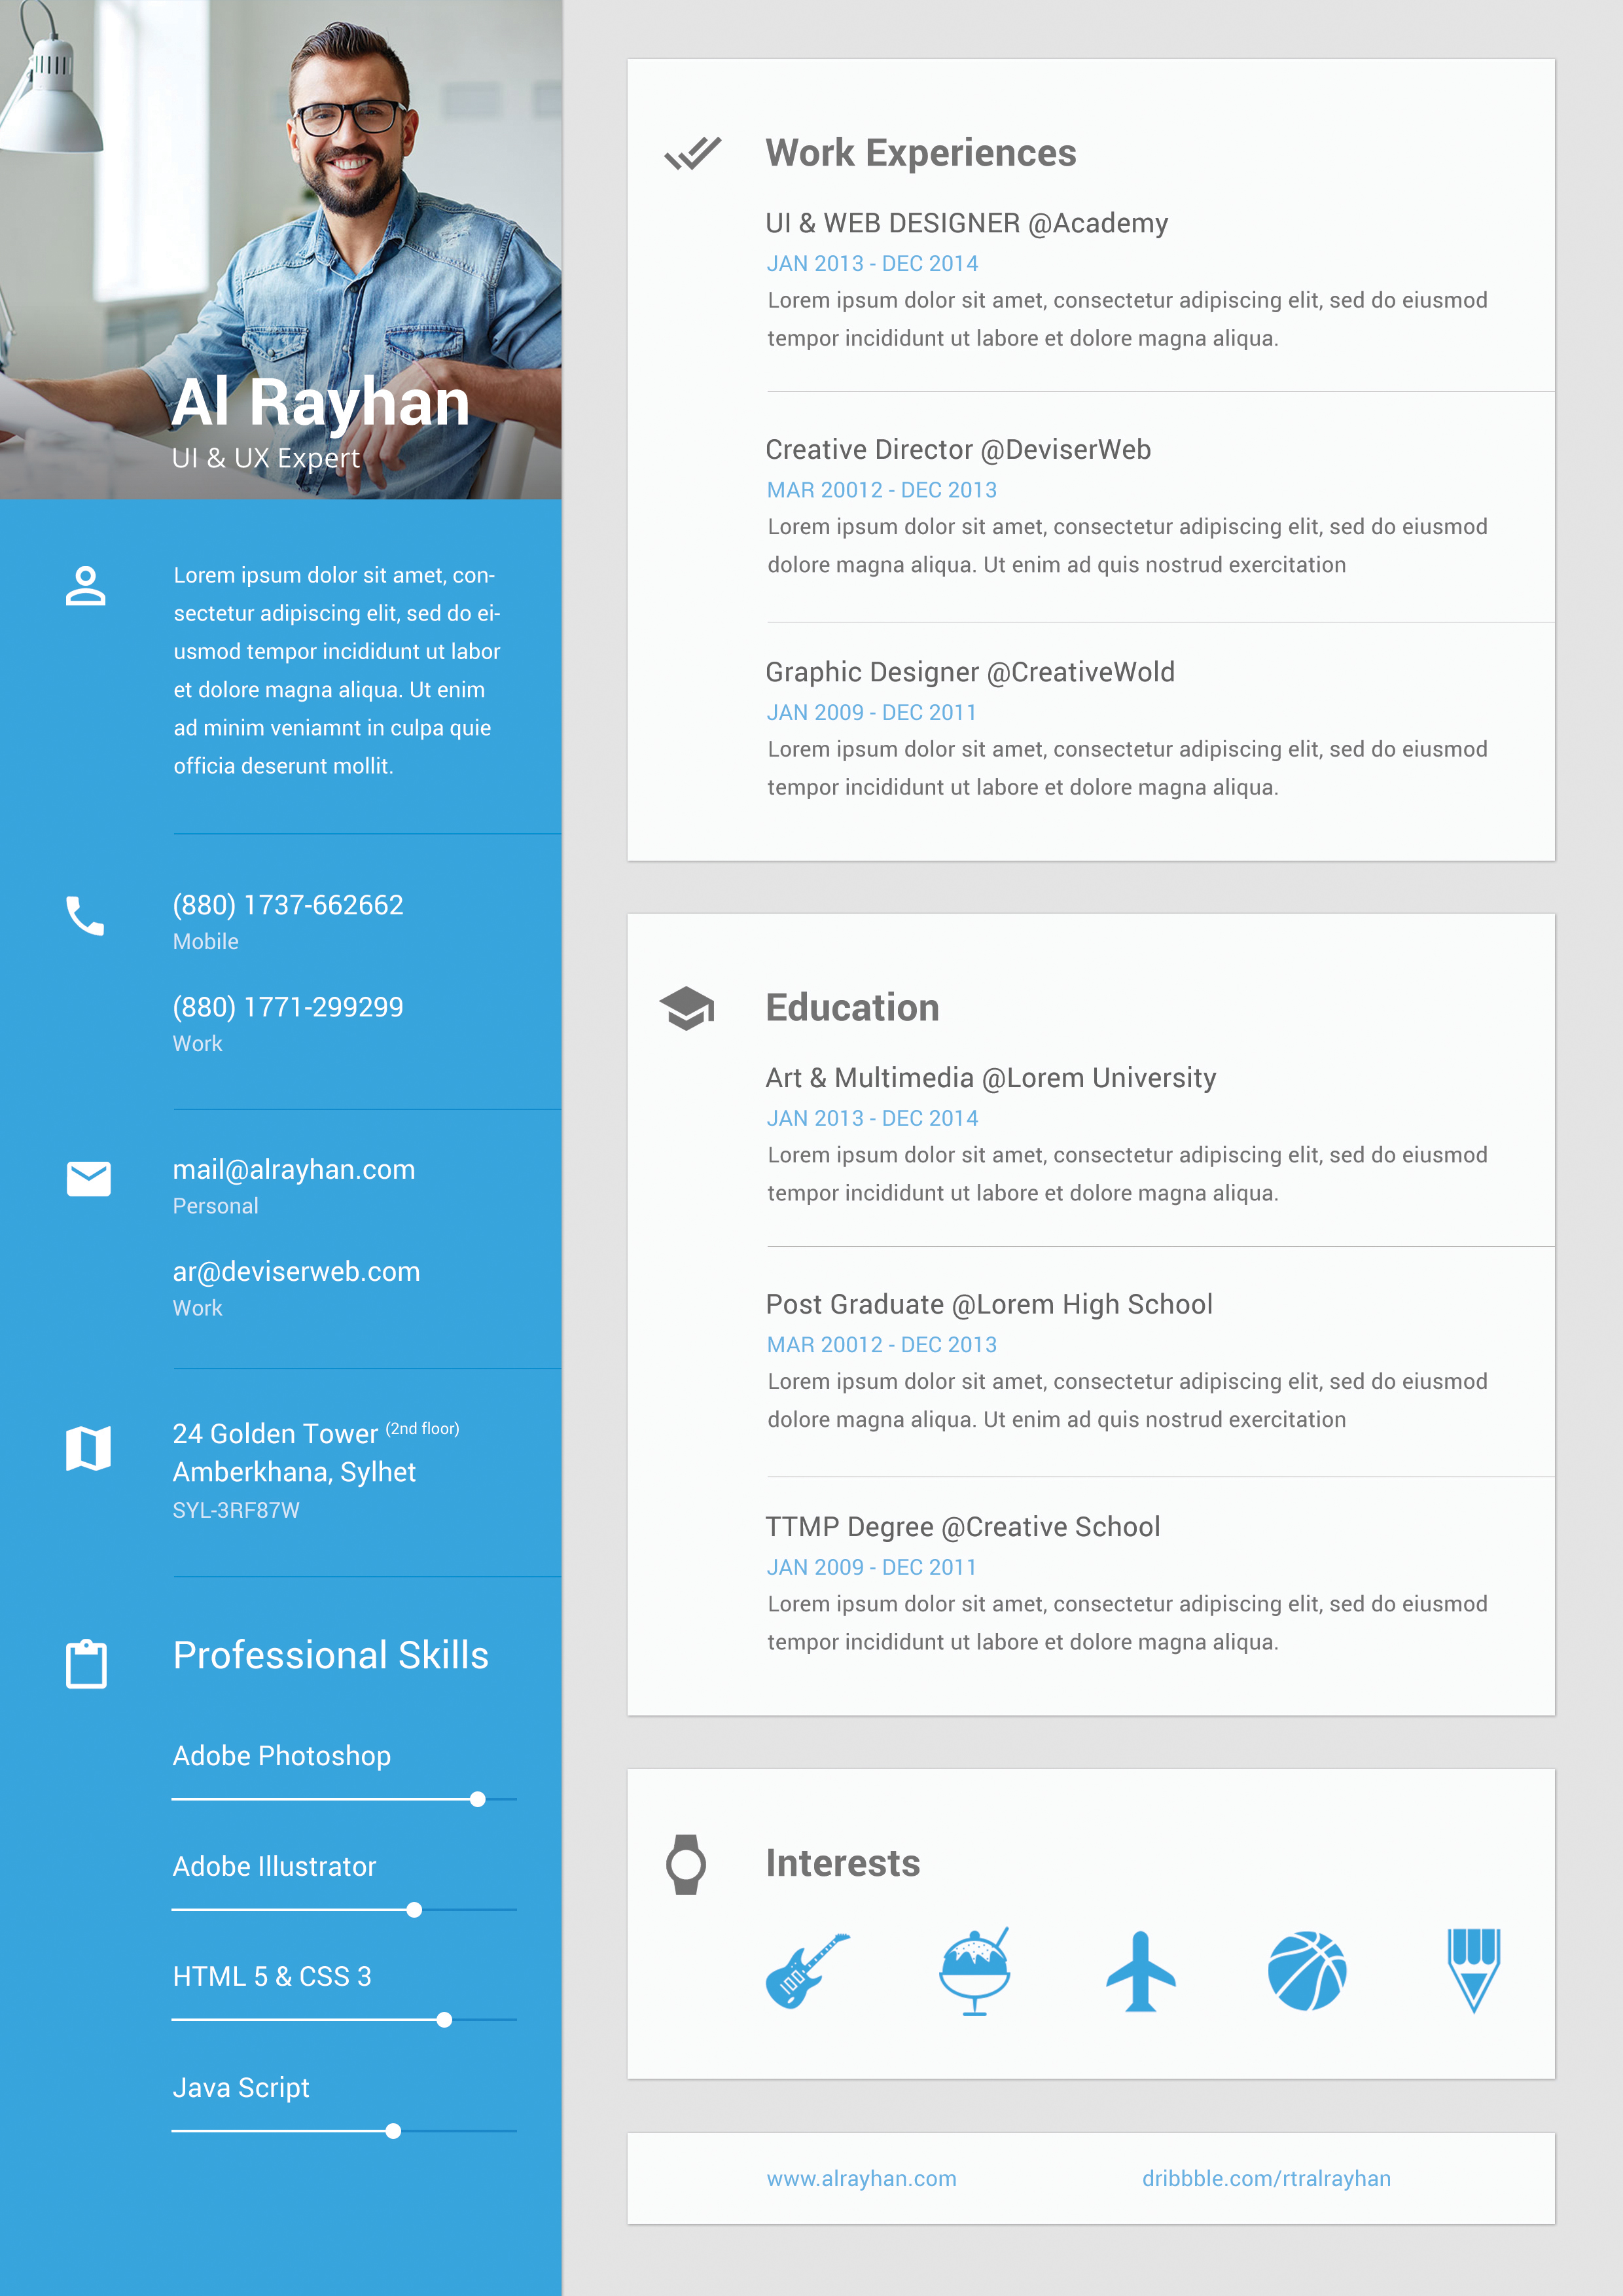 Al Rayhan
UI & UX Expert
Lorem ipsum dolor sit amet, con-
sectetur adipiscing elit, sed do ei-
usmod tempor incididunt ut labor
et dolore magna aliqua. Ut enim
ad minim veniamnt in culpa quie
officia deserunt mollit.
(880) 1737-662662
Mobile
(880) 1771-299299
Work
mail@alrayhan.com
Personal
ar@deviserweb.com
Work
24 Golden Tower (2nd floor)
Amberkhana, Sylhet
SYL-3RF87W
Professional Skills
Adobe Photoshop
Adobe Illustrator
HTML 5 & CSS 3
Java Script
Work Experiences
UI & WEB DESIGNER @Academy
JAN 2013 - DEC 2014
Lorem ipsum dolor sit amet, consectetur adipiscing elit, sed do eiusmod
tempor incididunt ut labore et dolore magna aliqua.
Creative Director @DeviserWeb
MAR 20012 - DEC 2013
Lorem ipsum dolor sit amet, consectetur adipiscing elit, sed do eiusmod
dolore magna aliqua. Ut enim ad quis nostrud exercitation
Graphic Designer @CreativeWold
JAN 2009 - DEC 2011
Lorem ipsum dolor sit amet, consectetur adipiscing elit, sed do eiusmod
tempor incididunt ut labore et dolore magna aliqua.
Education
Art & Multimedia @Lorem University
JAN 2013 - DEC 2014
Lorem ipsum dolor sit amet, consectetur adipiscing elit, sed do eiusmod
tempor incididunt ut labore et dolore magna aliqua.
Post Graduate @Lorem High School
MAR 20012 - DEC 2013
Lorem ipsum dolor sit amet, consectetur adipiscing elit, sed do eiusmod
dolore magna aliqua. Ut enim ad quis nostrud exercitation
TTMP Degree @Creative School
JAN 2009 - DEC 2011
Lorem ipsum dolor sit amet, consectetur adipiscing elit, sed do eiusmod
tempor incididunt ut labore et dolore magna aliqua.
Interests
www.alrayhan.com
dribbble.com/rtralrayhan